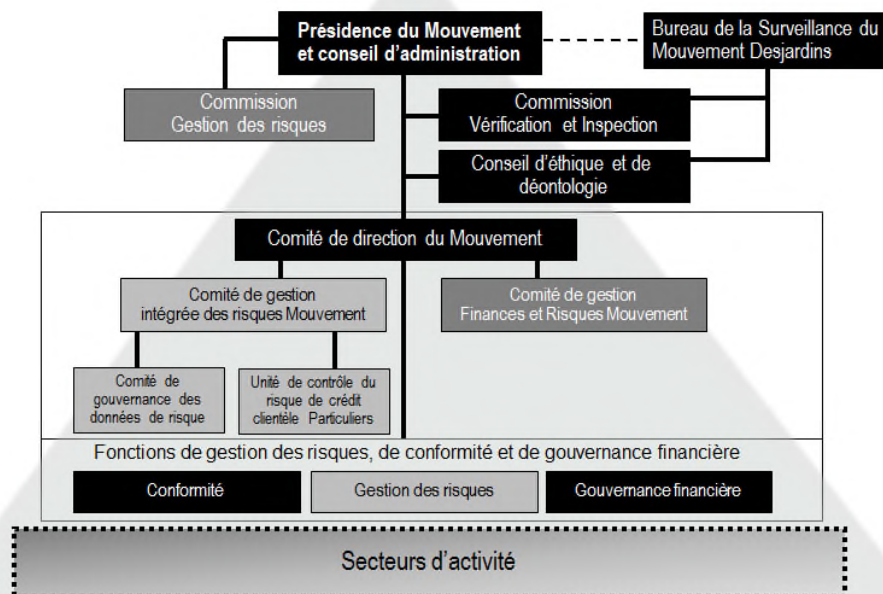 Présidence du Mouvement
et conseil d'administration
Bureau de la Surveillance du
Mouvement Desjardins
Commission
Gestion des risques
Commission
Vérification et Inspection
Conseil d'éthique et de
déontologie
Comité de direction du Mouvement
Comité de gestion
intégrée des risques Mouvement
Comité de gestion
Finances et Risques Mouvement
Comité de
gouvernance des
données de risque
Unité de contrôle du
risque de crédit
clientèle Particuliers
Fonctions de gestion des risques, de conformité et de gouvernance financière
Conformité
Gestion des risques
Gouvernance financière
Secteurs d'activité